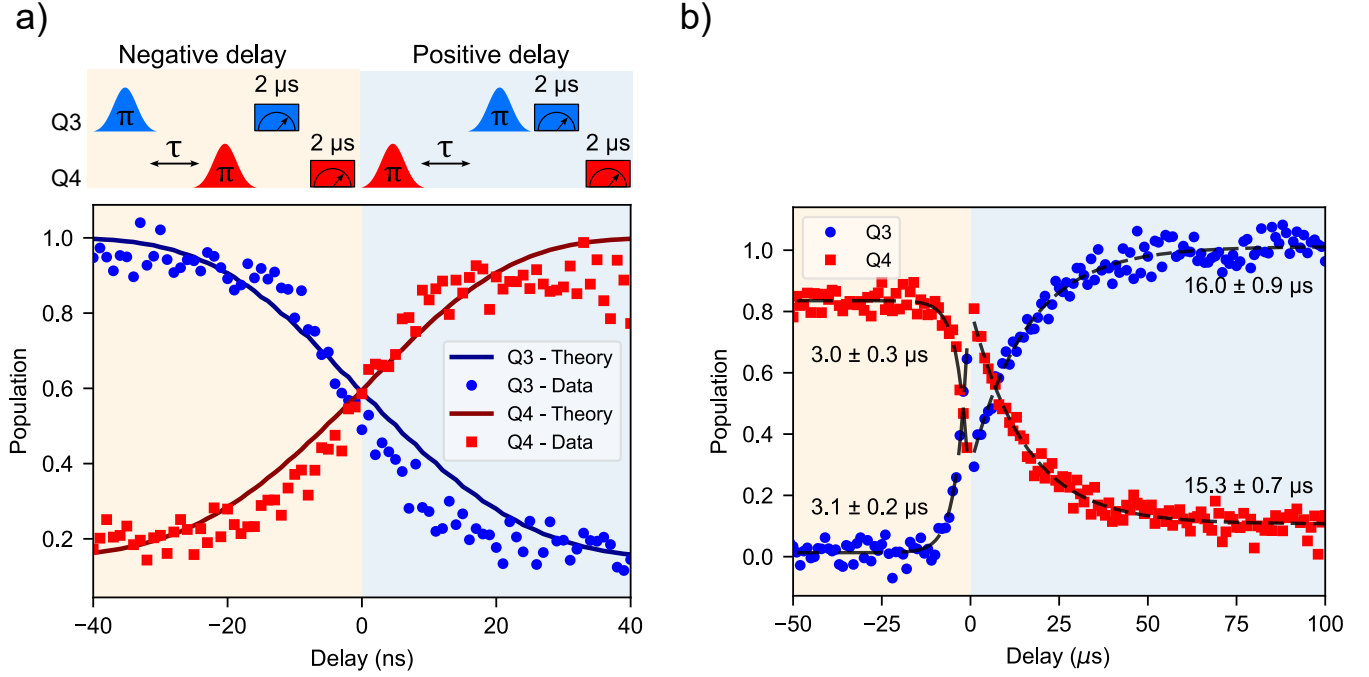 a)
Negative delay
Positive delay
2 μs
2 μs
Q3
π
π
τ
2 μs
τ
2 μs
Q4
π
π
1.0
0.8
0.6
0.4
0.2
Population
Q3 - Theory
Q3 - Data
Q4 - Theory
Q4 - Data
−40
−20
0
20
40
Delay (ns)
b)
Q3
Q4
1.0
0.8
0.6
0.4
0.2
0.0
Population
16.0 ± 0.9 μs
3.0 ± 0.3 μs
3.1 ± 0.2 μs
15.3 ± 0.7 μs
−50
−25
0
25
50
75
100
Delay (μs)